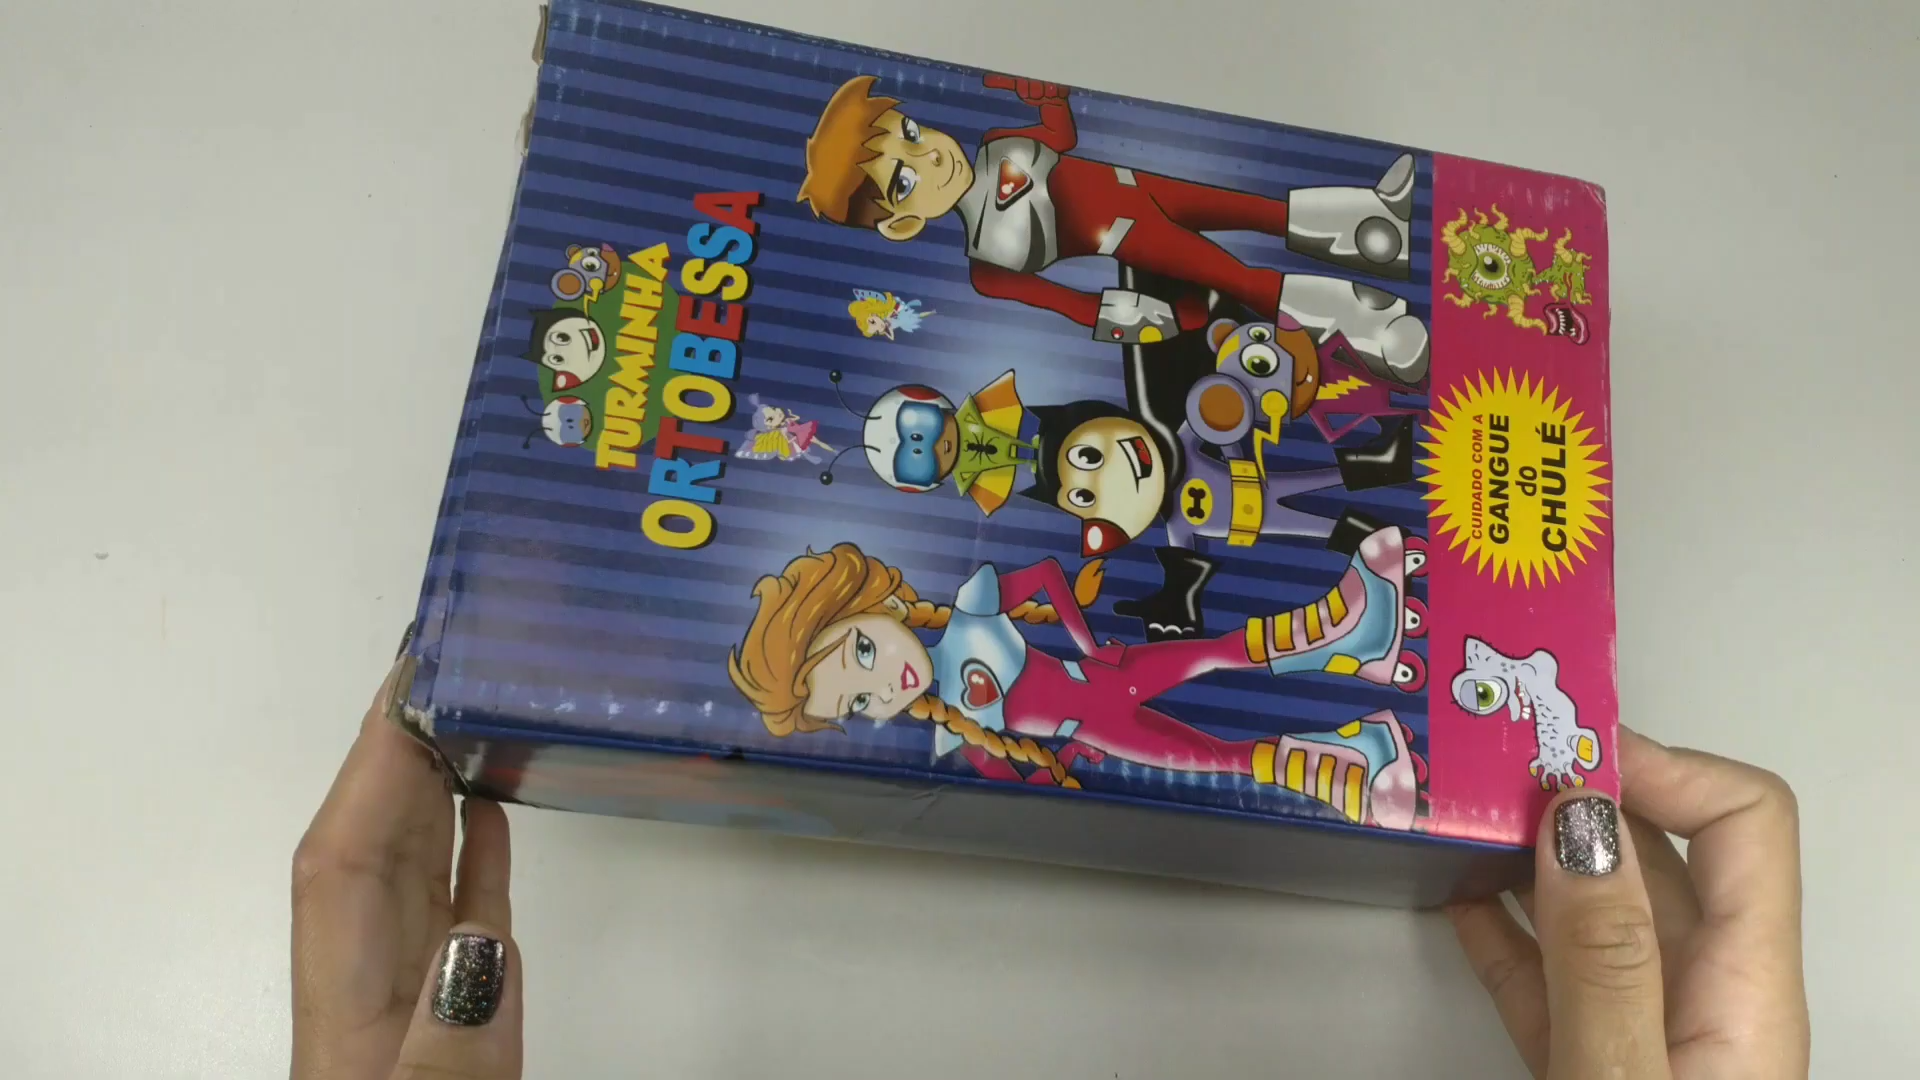 TURMINHA
ORTOBESSA
CUIDADO COM A
GANGUE
do
CHULÉ